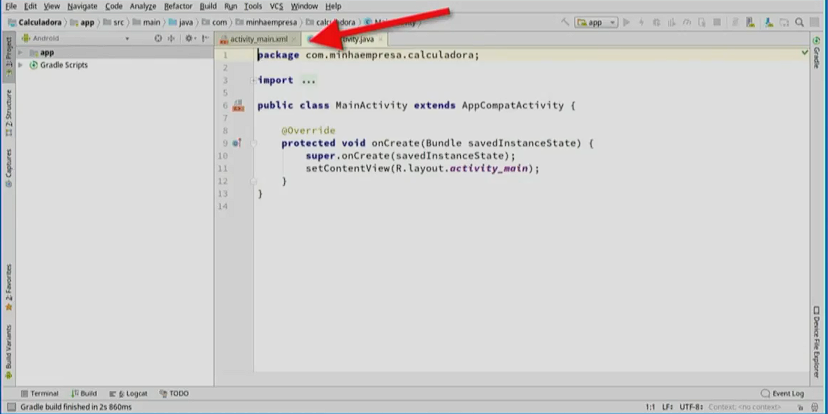 File Edit View Navigate Code Analyze Refactor Build Run Tools VCS Window Help
Calculadora app src main java com minhaempresa calculadora
app
1: Project
Android
activity_main.xml
Gradle
app
Gradle Scripts
1 package com.minhaempresa.calculadora;
2
3 import ...
5
6 public class MainActivity extends AppCompatActivity {
7
8 @Override
9 protected void onCreate(Bundle savedInstanceState) {
10 super.onCreate(savedInstanceState);
11 setContentView(R.layout.activity_main);
12 }
13 }
14
Z: Structure
Captures
2: Favorites
Build Variants
Device File Explorer
Terminal Build 6: Logcat TODO Event Log
Gradle build finished in 2s 860ms 1:1 LF: UTF-8: Context: <no context>